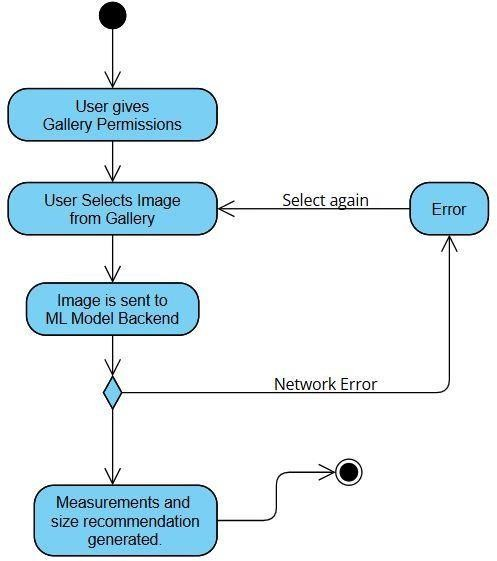 User gives
Gallery Permissions
User Selects Image
from Gallery
Select again
Error
Image is sent to
ML Model Backend
Network Error
Measurements and
size recommendation
generated.